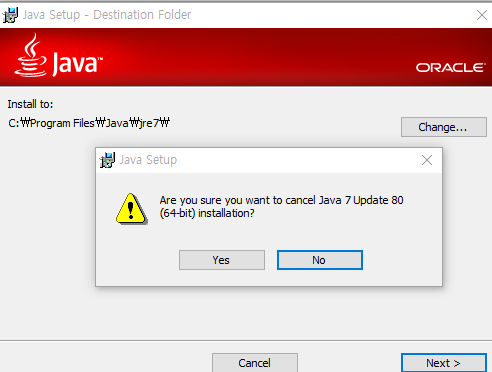 Java Setup - Destination Folder
Java™
ORACLE
Install to:
C:₩Program Files₩Java₩jre7₩
Change...
Java Setup
Are you sure you want to cancel Java 7 Update 80
(64-bit) installation?
Yes
No
Cancel
Next >